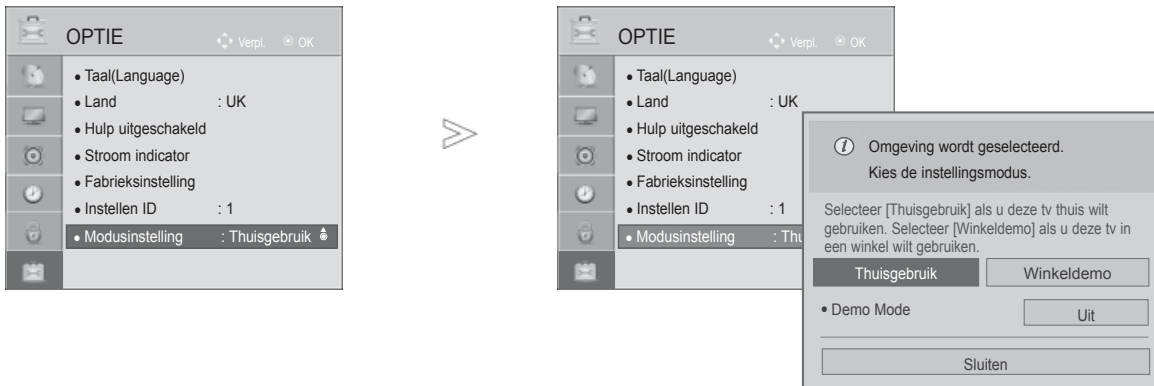 OPTIE Verpl. OK
• Taal(Language)
• Land : UK
• Hulp uitgeschakeld
• Stroom indicator
• Fabrieksinstelling
• Instellen ID : 1
• Modusinstelling : Thuisgebruik
>
OPTIE Verpl. OK
• Taal(Language)
• Land : UK
• Hulp uitgeschakeld
• Stroom indicator
• Fabrieksinstelling
• Instellen ID : 1
• Modusinstelling : Thu
i Omgeving wordt geselecteerd.
Kies de instellingsmodus.
Selecteer [Thuisgebruik] als u deze tv thuis wilt
gebruiken. Selecteer [Winkeldemo] als u deze tv in
een winkel wilt gebruiken.
Thuisgebruik Winkeldemo
• Demo Mode Uit
Sluiten